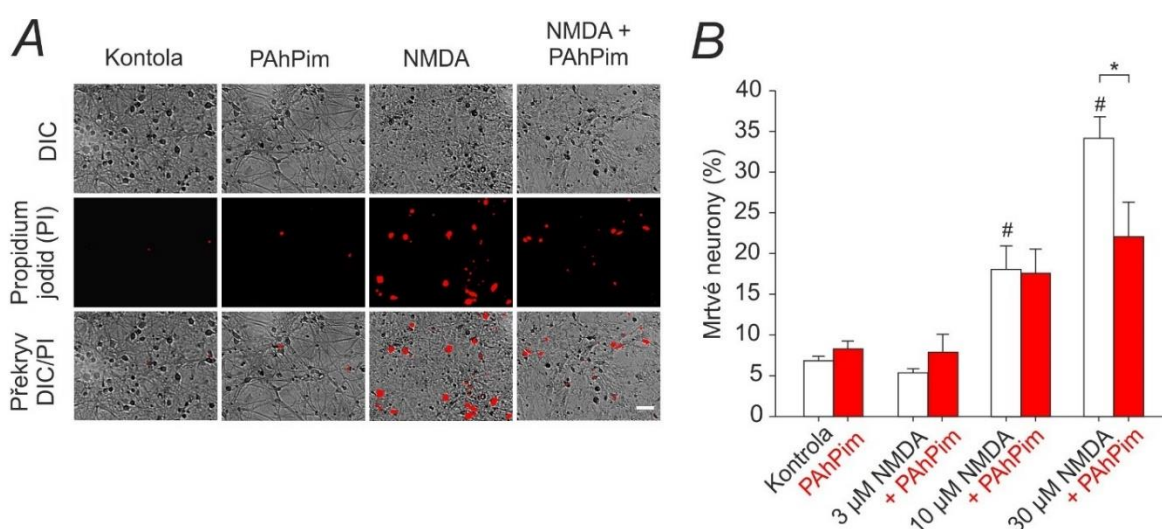 A
Kontola
PAhPim
NMDA
NMDA +
PAhPim
DIC
Propidium
jodid (PI)
Překryv
DIC/PI
B
Mrtvé neurony (%)
40
35
30
25
20
15
10
5
0
#
#
*
Kontrola
PAhPim
3 µM NMDA
+ PAhPim
10 µM NMDA
+ PAhPim
30 µM NMDA
+ PAhPim